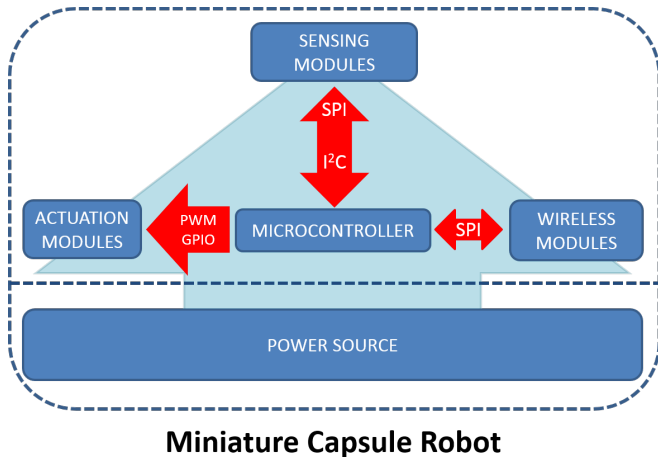 SENSING
MODULES
SPI
I²C
ACTUATION
MODULES
PWM
GPIO
MICROCONTROLLER
SPI
WIRELESS
MODULES
POWER SOURCE
Miniature Capsule Robot